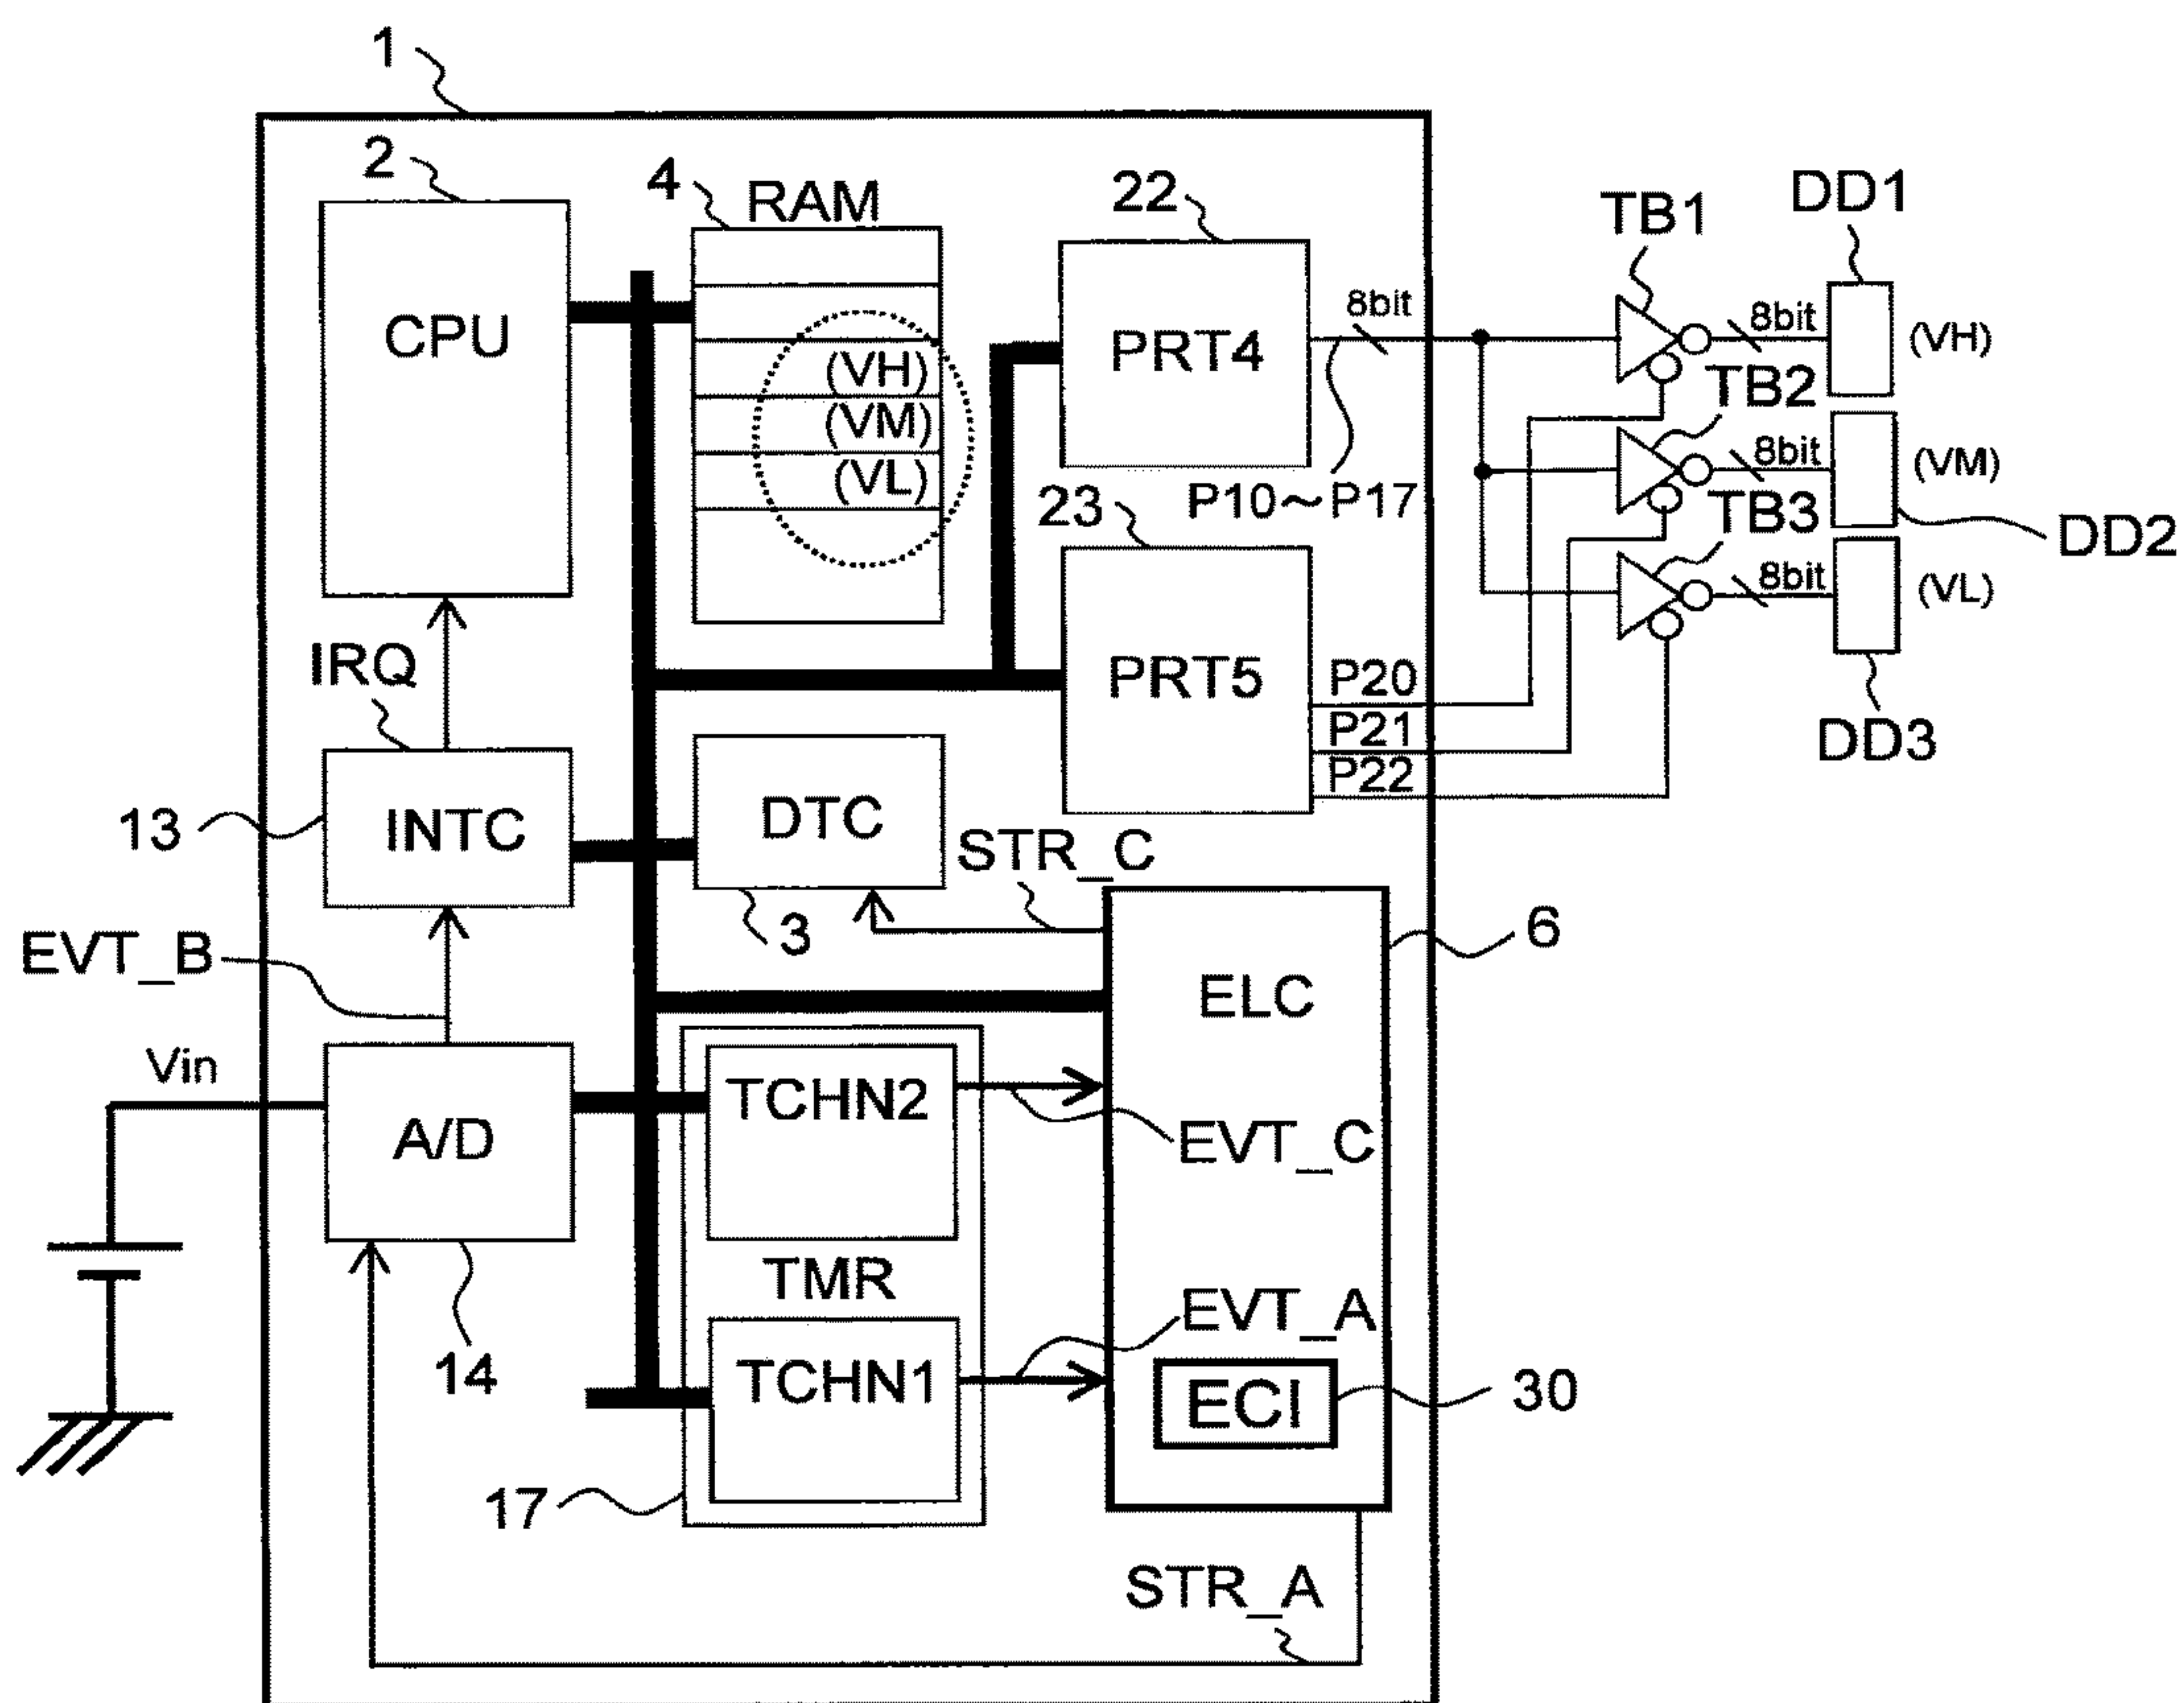 1
2
4
RAM
22
TB1
DD1
CPU
PRT4
8bit
8bit
(VH)
(VH)
TB2
(VM)
8bit
(VM)
(VL)
P10～P17
TB3
DD2
23
8bit
(VL)
IRQ
PRT5
P20
P21
P22
DD3
13
INTC
DTC
STR_C
3
6
EVT_B
ELC
Vin
A/D
TCHN2
EVT_C
TMR
EVT_A
14
TCHN1
ECI
30
17
STR_A